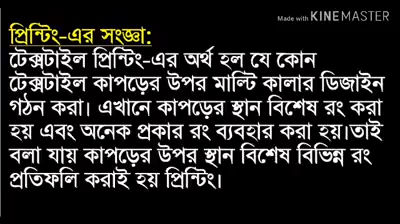 Made with KINEMASTER
প্রিন্টিং-এর সংজ্ঞা:
টেক্সটাইল প্রিন্টিং-এর অর্থ হল যে কোন
টেক্সটাইল কাপড়ের উপর মাল্টি কালার ডিজাইন
গঠন করা। এখানে কাপড়ের স্থান বিশেষ রং করা
হয় এবং অনেক প্রকার রং ব্যবহার করা হয়।তাই
বলা যায় কাপড়ের উপর স্থান বিশেষ বিভিন্ন রং
প্রতিফলি করাই হয় প্রিন্টিং।